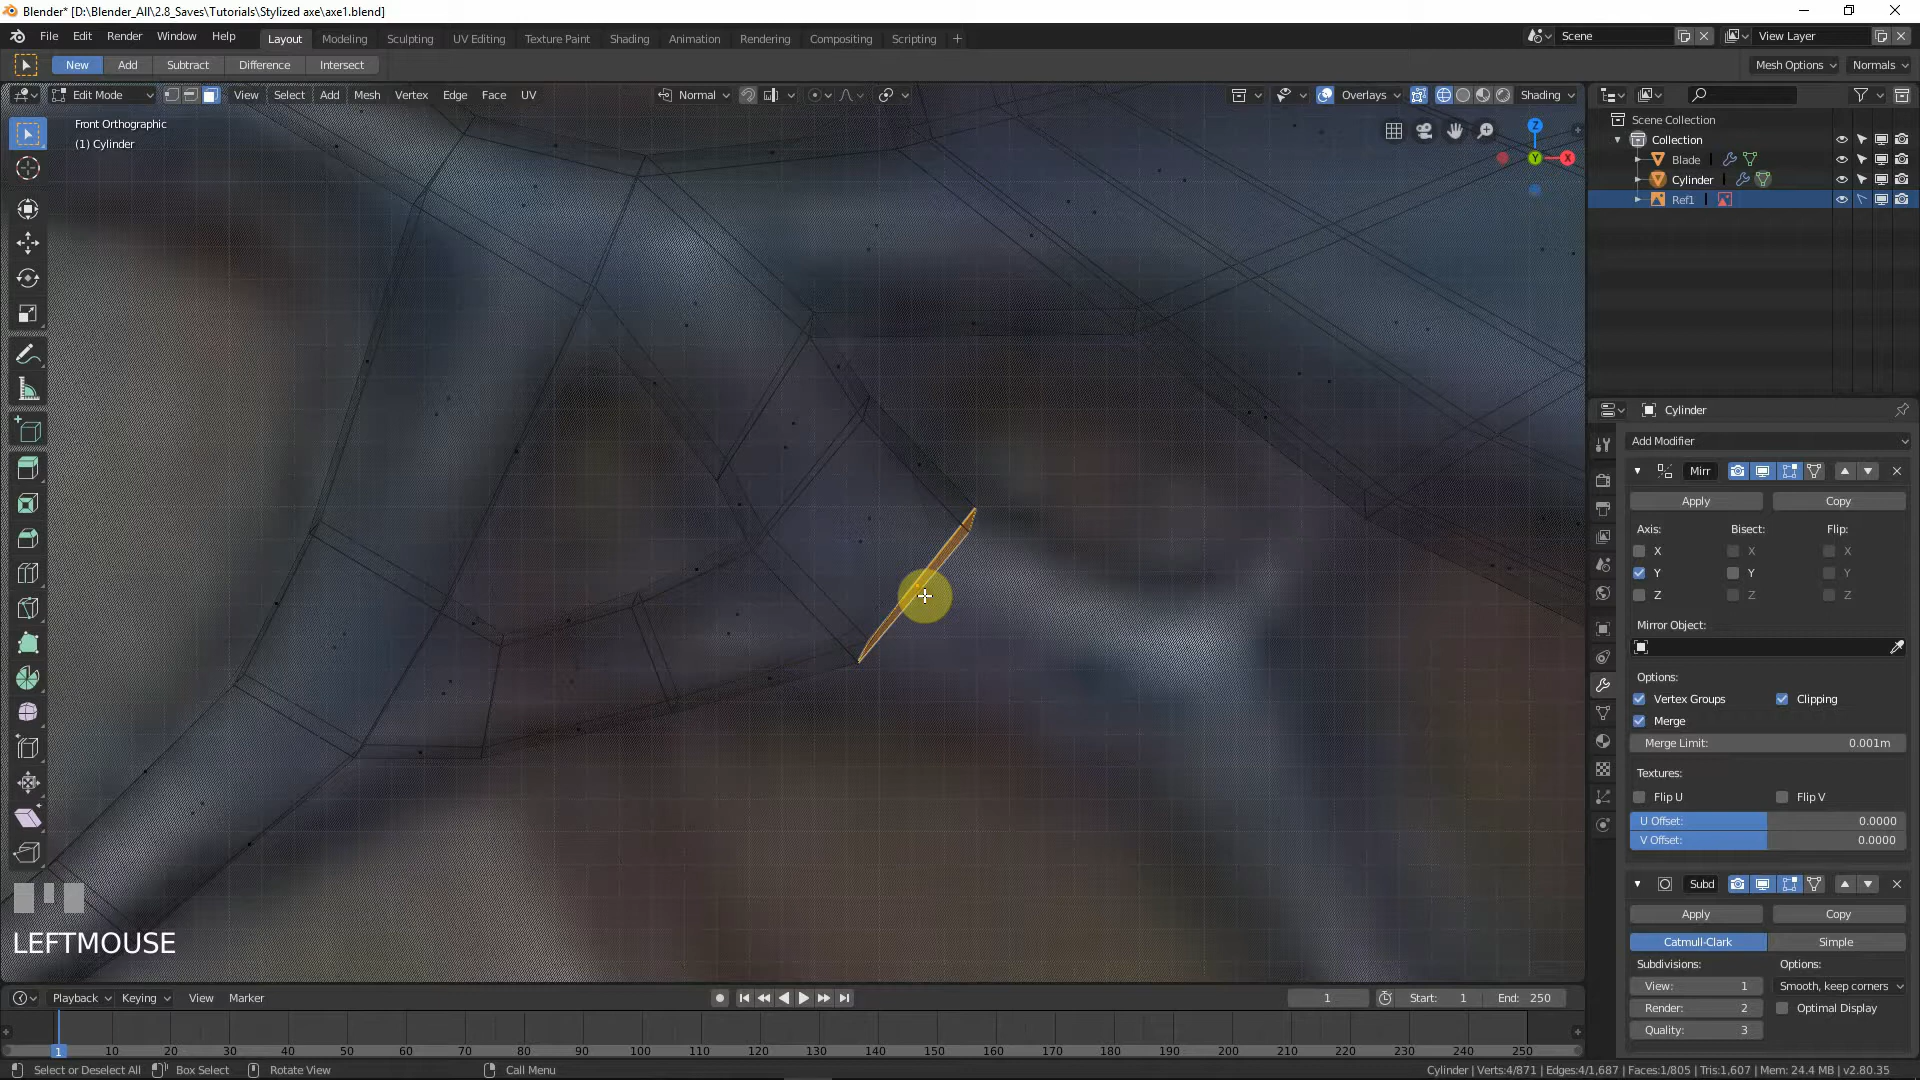 Blender* [D:\Blender_All\2.8_Saves\Tutorials\Stylized axe\axe1.blend]
File Edit Render Window Help Layout Modeling Sculpting UV Editing Texture Paint Shading Animation Rendering Compositing Scripting + Scene View Layer
New Add Subtract Difference Intersect Mesh Options Normals
Edit Mode View Select Add Mesh Vertex Edge Face UV Normal Overlays Shading
Front Orthographic
(1) Cylinder
Z
X
Y
Scene Collection
Collection
Blade
Cylinder
Ref1
Cylinder
Add Modifier
Mirr
Apply Copy
Axis: Bisect: Flip:
X X X
Y Y Y
Z Z Z
Mirror Object:
Options:
Vertex Groups Clipping
Merge
Merge Limit: 0.001m
Textures:
Flip U Flip V
U Offset: 0.0000
V Offset: 0.0000
Subd
Apply Copy
Catmull-Clark Simple
Subdivisions: Options:
View: 1 Smooth, keep corners
Render: 2 Optimal Display
Quality: 3
LEFTMOUSE
Playback Keying View Marker 1 Start: 1 End: 250
1 10 20 30 40 50 60 70 80 90 100 110 120 130 140 150 160 170 180 190 200 210 220 230 240 250
Select or Deselect All Box Select Rotate View Call Menu Cylinder | Verts:4/871 | Edges:4/1,687 | Faces:1/805 | Tris:1,607 | Mem: 24.4 MB | v2.80.35